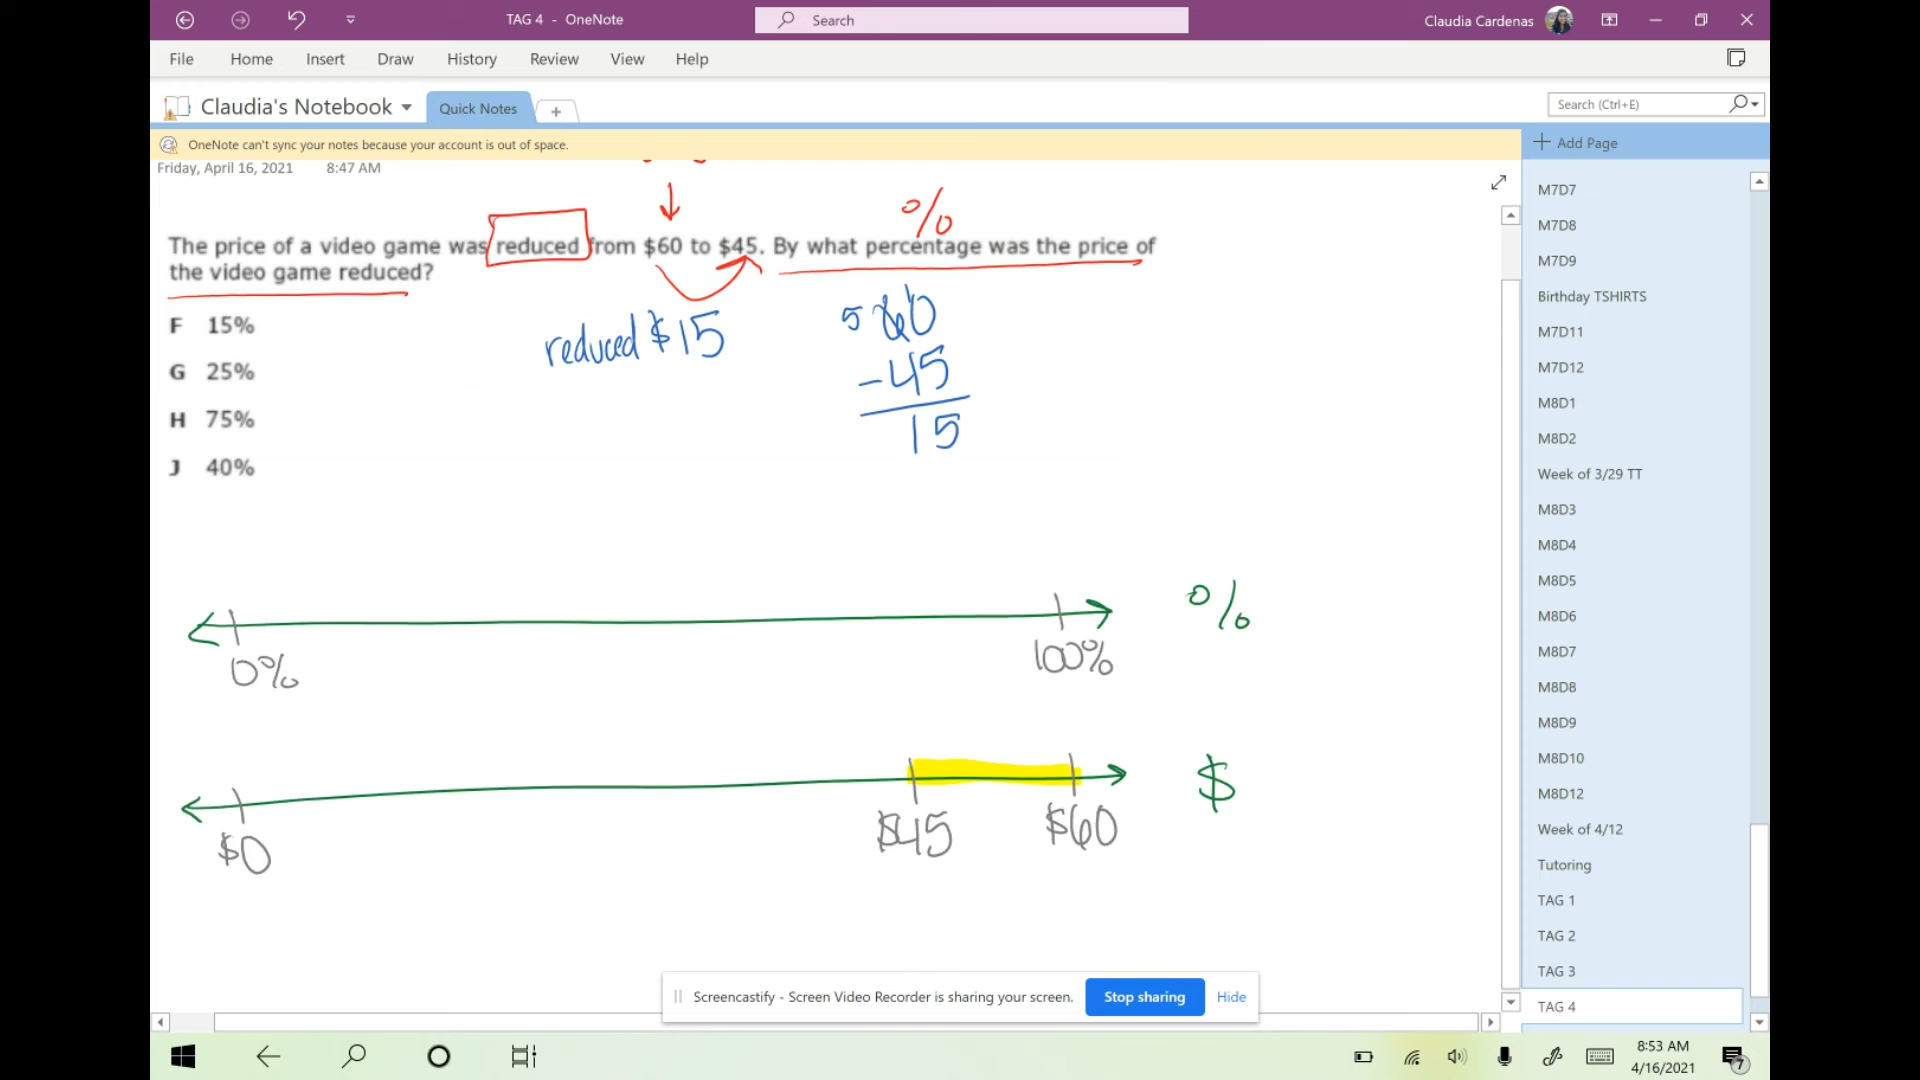 TAG 4 - OneNote
Search
Claudia Cardenas
File Home Insert Draw History Review View Help
Claudia's Notebook
Quick Notes
Search (Ctrl+E)
OneNote can't sync your notes because your account is out of space.
Add Page
Friday, April 16, 2021 8:47 AM
%
The price of a video game was reduced from $60 to $45. By what percentage was the price of
the video game reduced?
F 15%
G 25%
H 75%
J 40%
reduced $15
5 60
-45
15
%
0% 100%
$
$0 $45 $60
M7D7
M7D8
M7D9
Birthday TSHIRTS
M7D11
M7D12
M8D1
M8D2
Week of 3/29 TT
M8D3
M8D4
M8D5
M8D6
M8D7
M8D8
M8D9
M8D10
M8D12
Week of 4/12
Tutoring
TAG 1
TAG 2
TAG 3
TAG 4
Screencastify - Screen Video Recorder is sharing your screen. Stop sharing Hide
8:53 AM
4/16/2021
7